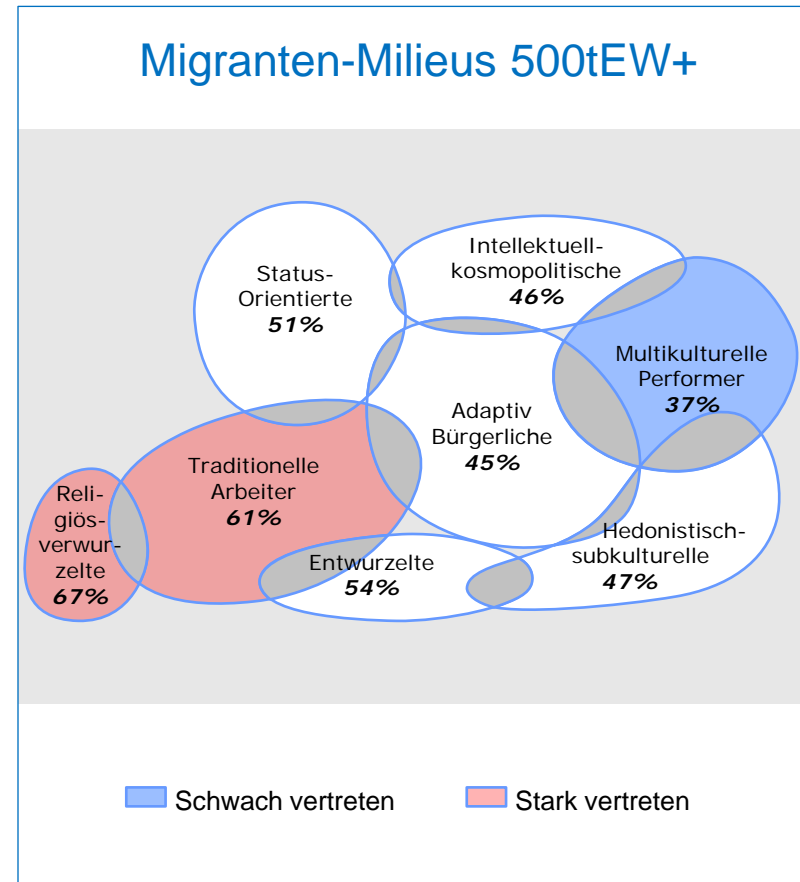 Migranten-Milieus 500tEW+
Status-
Orientierte
51%
Intellektuell-
kosmopolitische
46%
Multikulturelle
Performer
37%
Adaptiv
Bürgerliche
45%
Traditionelle
Arbeiter
61%
Reli-
giös-
verwur-
zelte
67%
Entwurzelte
54%
Hedonistisch-
subkulturelle
47%
Schwach vertreten
Stark vertreten